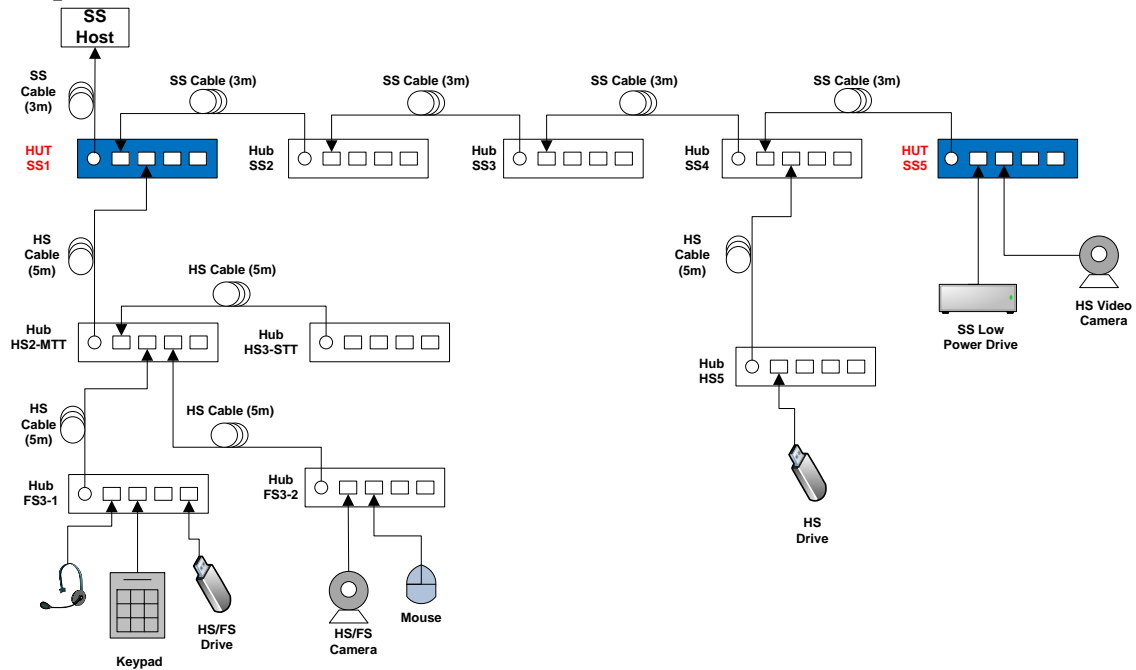 SS
Host
SS
Cable
(3m)
SS Cable (3m)
SS Cable (3m)
SS Cable (3m)
SS Cable (3m)
HUT
SS1
Hub
SS2
Hub
SS3
Hub
SS4
HUT
SS5
HS
Cable
(5m)
HS Cable (5m)
HS
Cable
(5m)
SS Low
Power Drive
HS Video
Camera
Hub
HS2-MTT
Hub
HS3-STT
Hub
HS5
HS
Cable
(5m)
HS Cable (5m)
Hub
FS3-1
Hub
FS3-2
HS
Drive
Keypad
HS/FS
Drive
HS/FS
Camera
Mouse